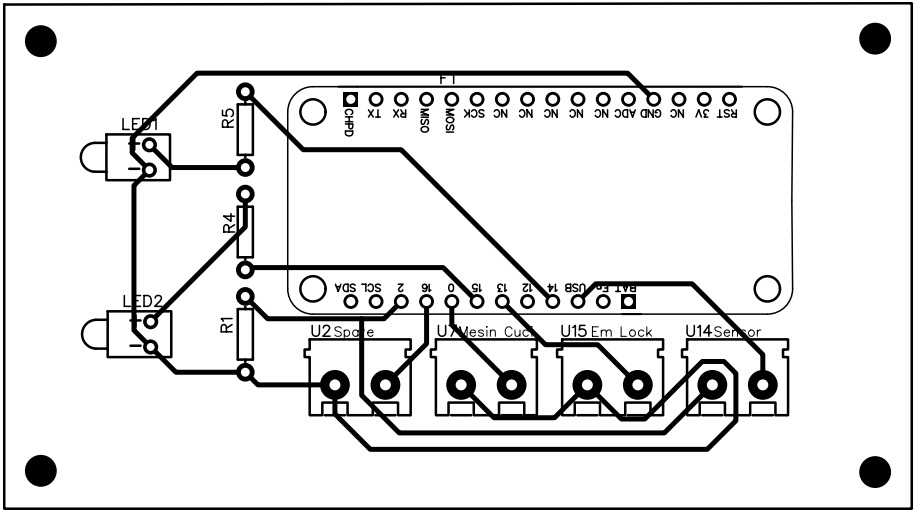 F1
CHPD
TX
RX
MISO
MOSI
SCK
NC
NC
NC
NC
NC
ADC
GND
NC
3V
RST
R5
LED1
+
−
R4
LED2
+
−
R1
SDA
SCL
2
16
0
15
13
12
14
USB
En
BAT
U2 Spare
U7 Mesin Cuci
U15 Em Lock
U14 Sensor